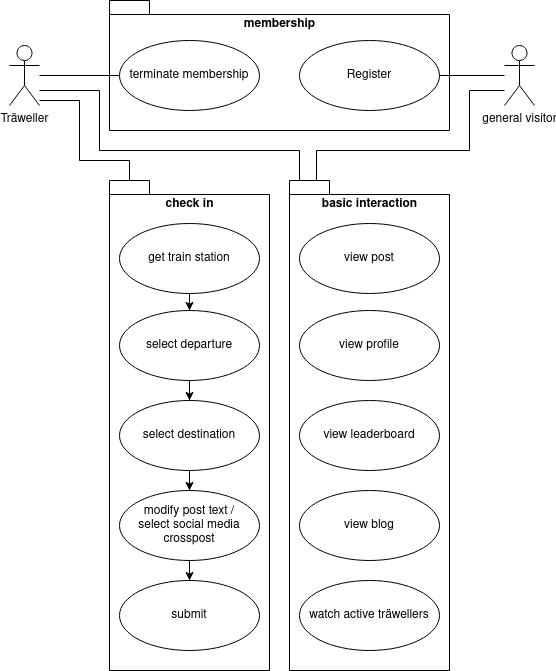 membership
terminate membership
Register
Träweller
general visitor
check in
get train station
select departure
select destination
modify post text /
select social media
crosspost
submit
basic interaction
view post
view profile
view leaderboard
view blog
watch active träwellers